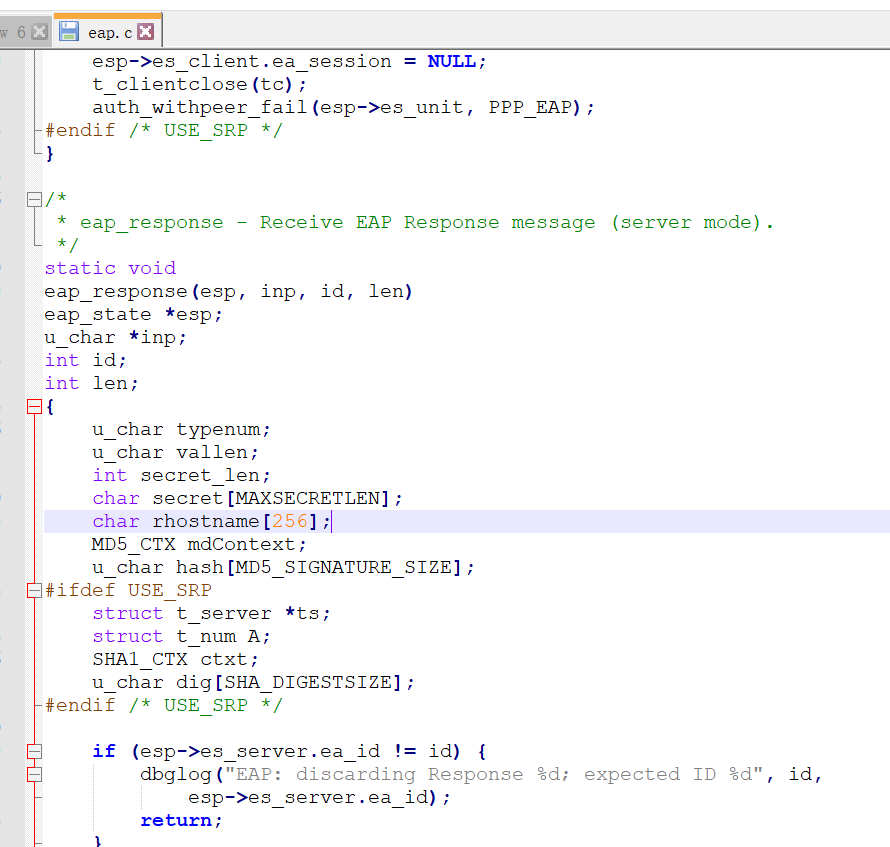 w 6
eap.c
esp->es_client.ea_session = NULL;
t_clientclose(tc);
auth_withpeer_fail(esp->es_unit, PPP_EAP);
#endif /* USE_SRP */
}
/*
* eap_response - Receive EAP Response message (server mode).
*/
static void
eap_response(esp, inp, id, len)
eap_state *esp;
u_char *inp;
int id;
int len;
{
u_char typenum;
u_char vallen;
int secret_len;
char secret[MAXSECRETLEN];
char rhostname[256];
MD5_CTX mdContext;
u_char hash[MD5_SIGNATURE_SIZE];
#ifdef USE_SRP
struct t_server *ts;
struct t_num A;
SHA1_CTX ctxt;
u_char dig[SHA_DIGESTSIZE];
#endif /* USE_SRP */
if (esp->es_server.ea_id != id) {
dbglog("EAP: discarding Response %d; expected ID %d", id,
esp->es_server.ea_id);
return;
}